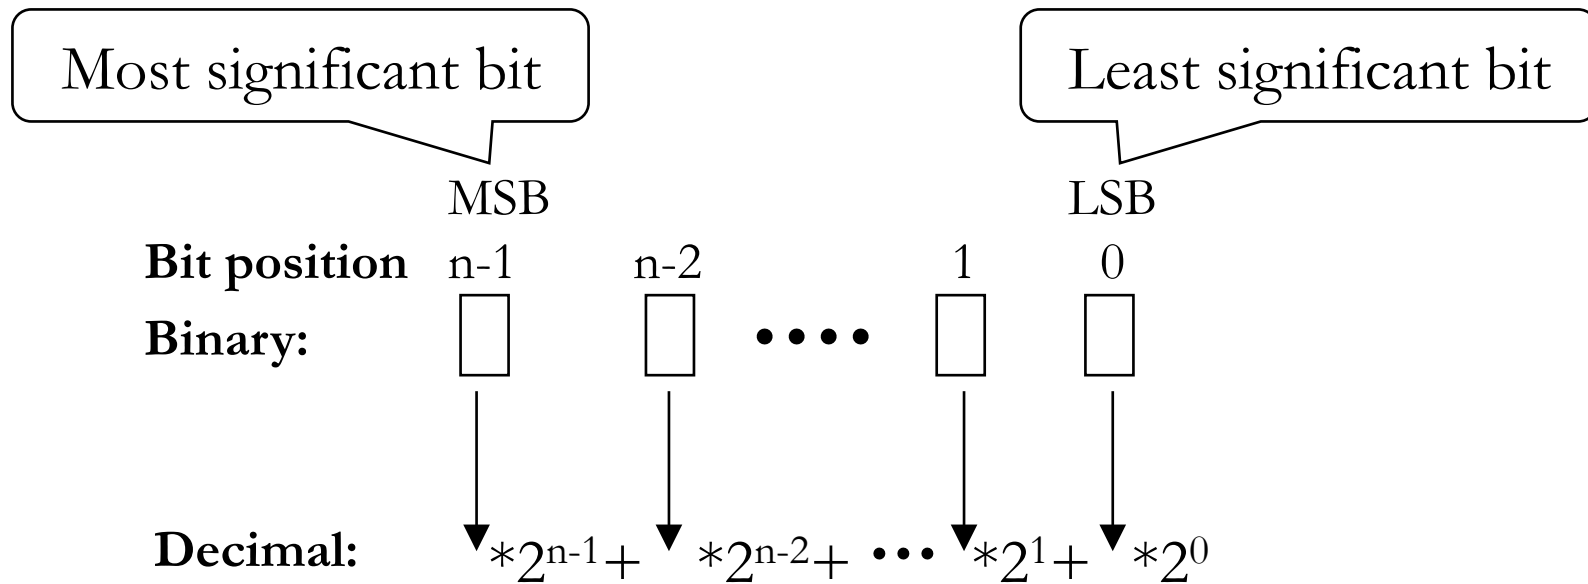 Most significant bit Least significant bit
MSB LSB
Bit position n-1 n-2 1 0
Binary: ••••
Decimal: *2ⁿ⁻¹+ *2ⁿ⁻²+ ••• *2¹+ *2⁰